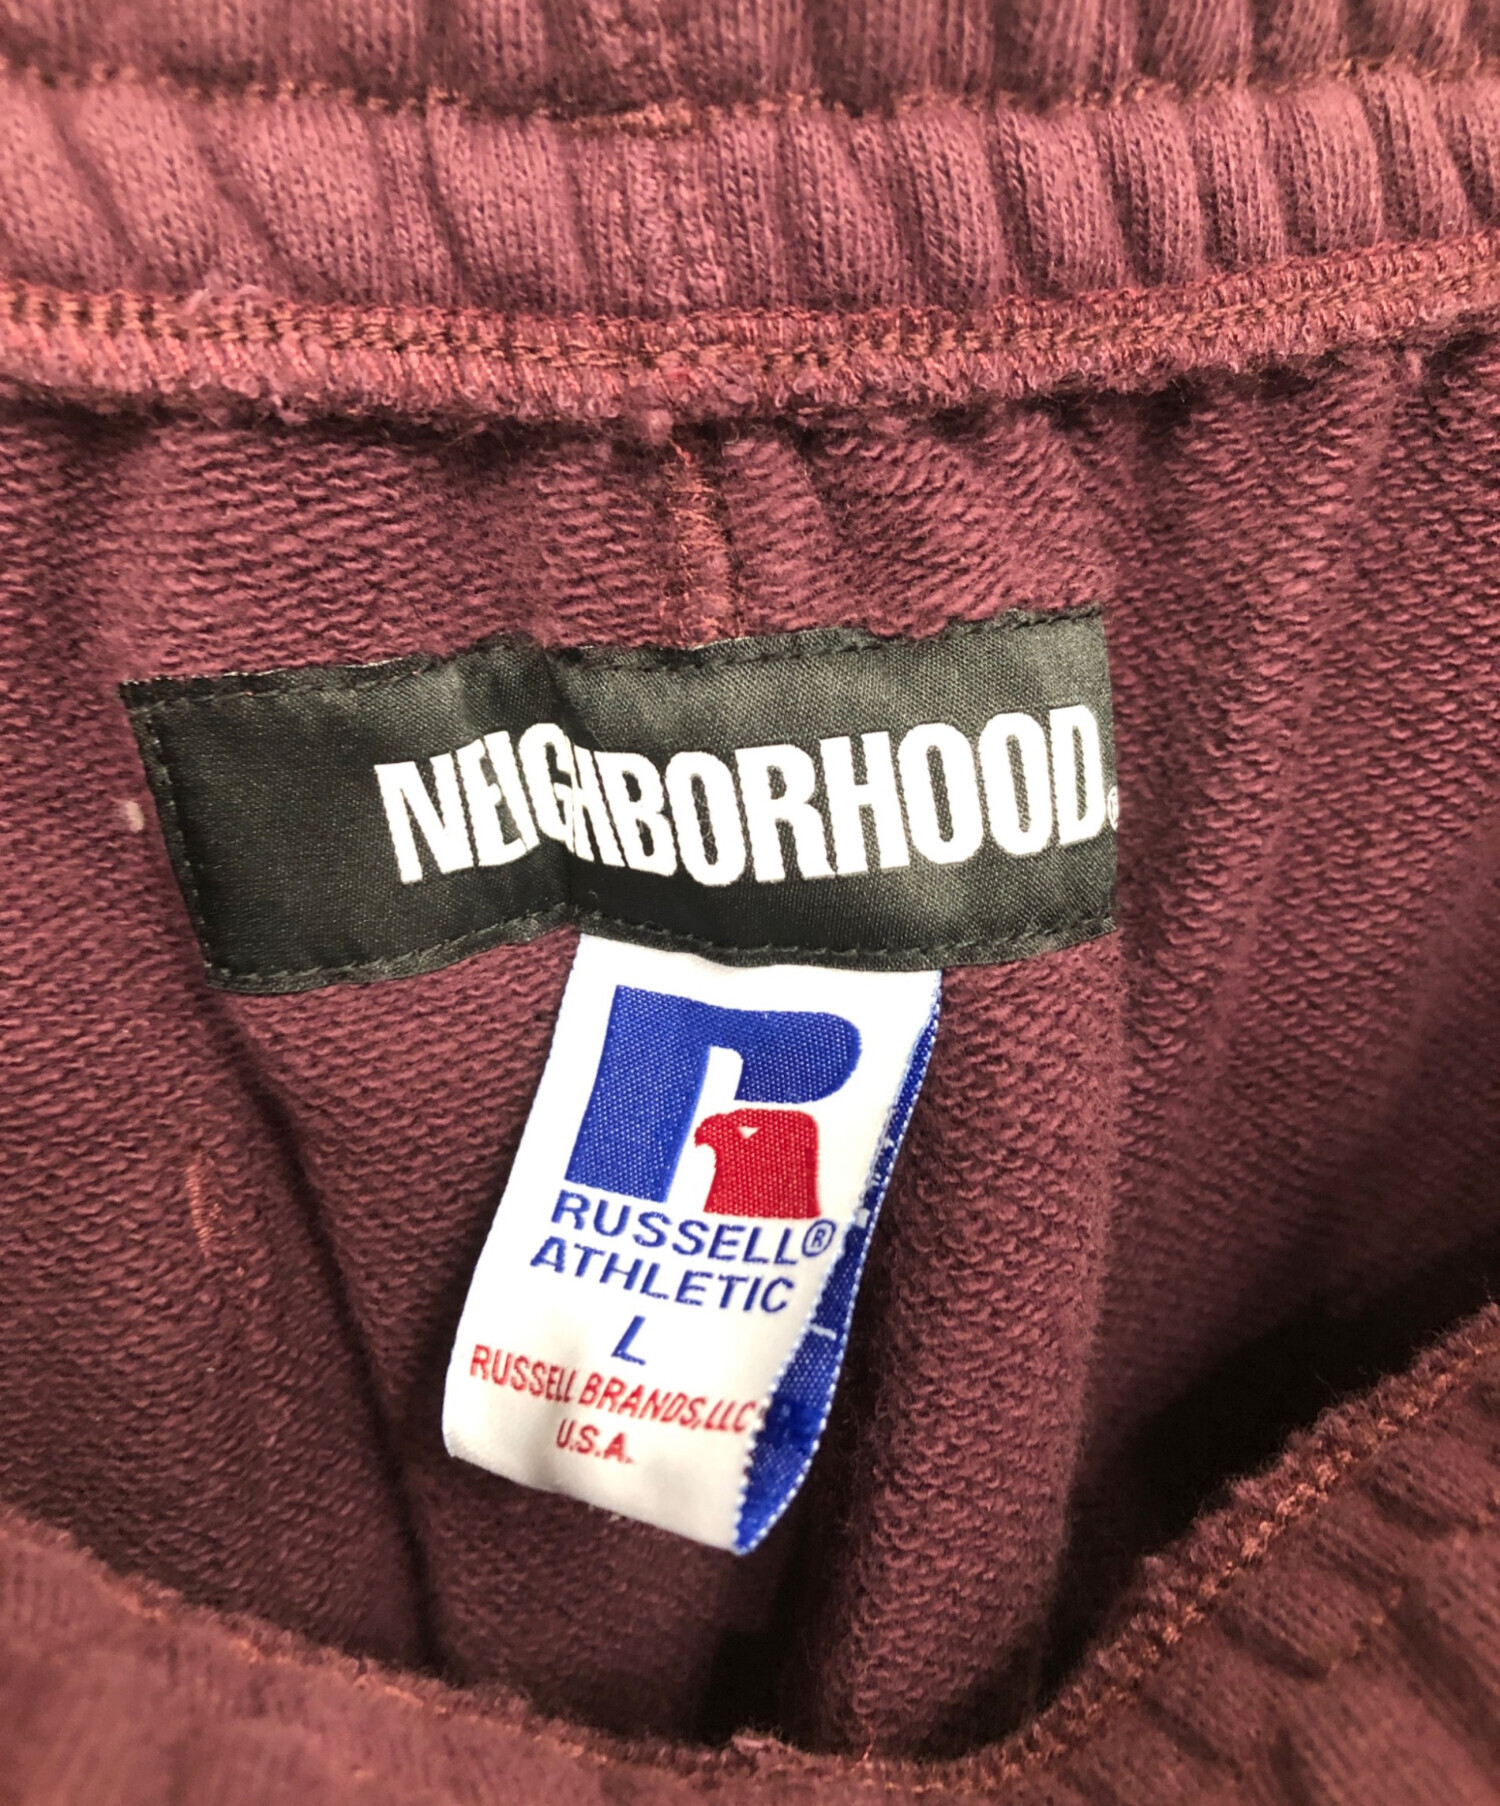 NEIGHBORHOOD®
RUSSELL®
ATHLETIC
L
RUSSELL BRANDS, LLC
U.S.A.